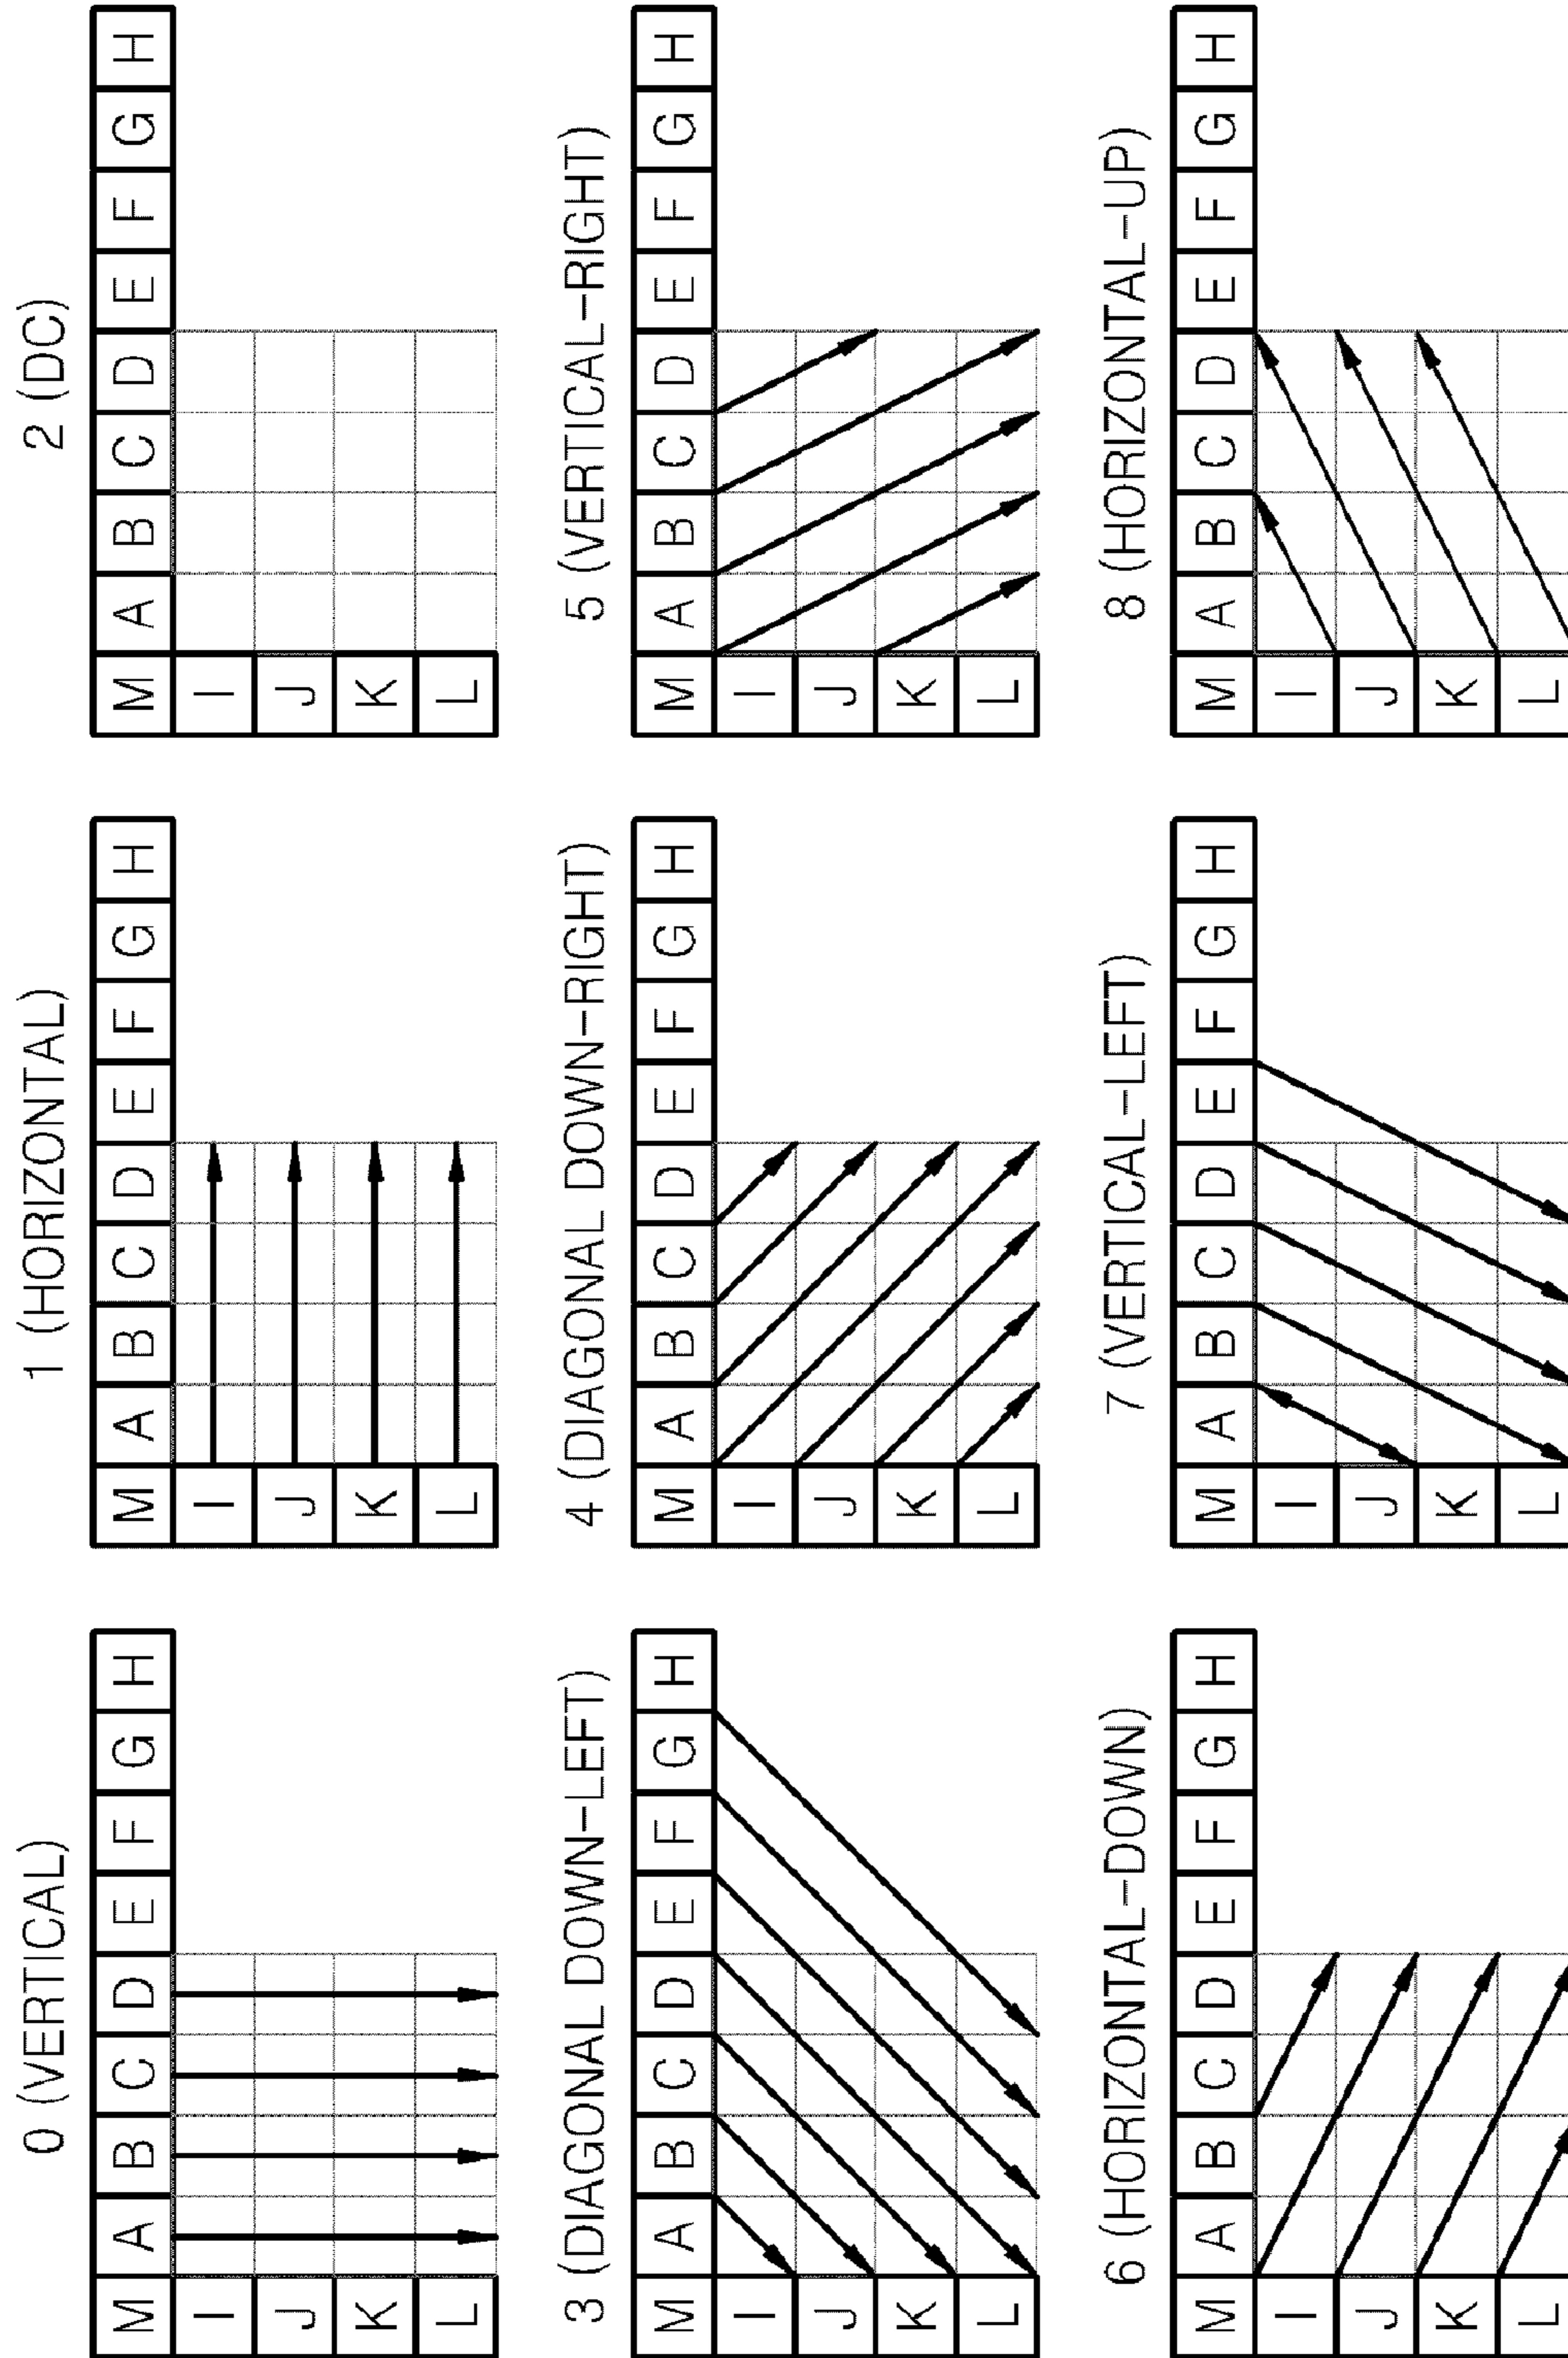 0 (VERTICAL)
M A B C D E F G H
I
J
K
L
1 (HORIZONTAL)
M A B C D E F G H
I
J
K
L
2 (DC)
M A B C D E F G H
I
J
K
L
3 (DIAGONAL DOWN-LEFT)
M A B C D E F G H
I
J
K
L
4 (DIAGONAL DOWN-RIGHT)
M A B C D E F G H
I
J
K
L
5 (VERTICAL-RIGHT)
M A B C D E F G H
I
J
K
L
6 (HORIZONTAL-DOWN)
M A B C D E F G H
I
J
K
L
7 (VERTICAL-LEFT)
M A B C D E F G H
I
J
K
L
8 (HORIZONTAL-UP)
M A B C D E F G H
I
J
K
L